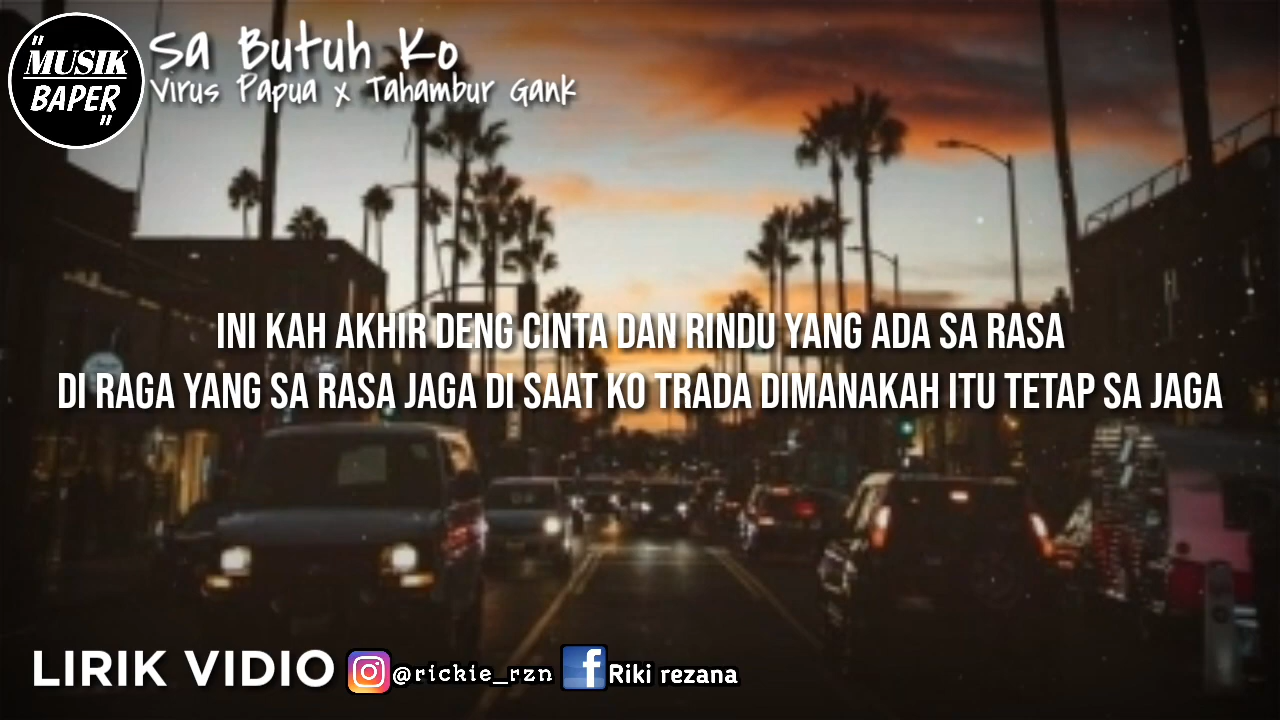 "MUSIK
BAPER"
Sa Butuh Ko
Virus Papua x Tahambur Gank
INI KAH AKHIR DENG CINTA DAN RINDU YANG ADA SA RASA
DI RAGA YANG SA RASA JAGA DI SAAT KO TRADA DIMANAKAH ITU TETAP SA JAGA
LIRIK VIDIO @rickie_rzn f Riki rezana